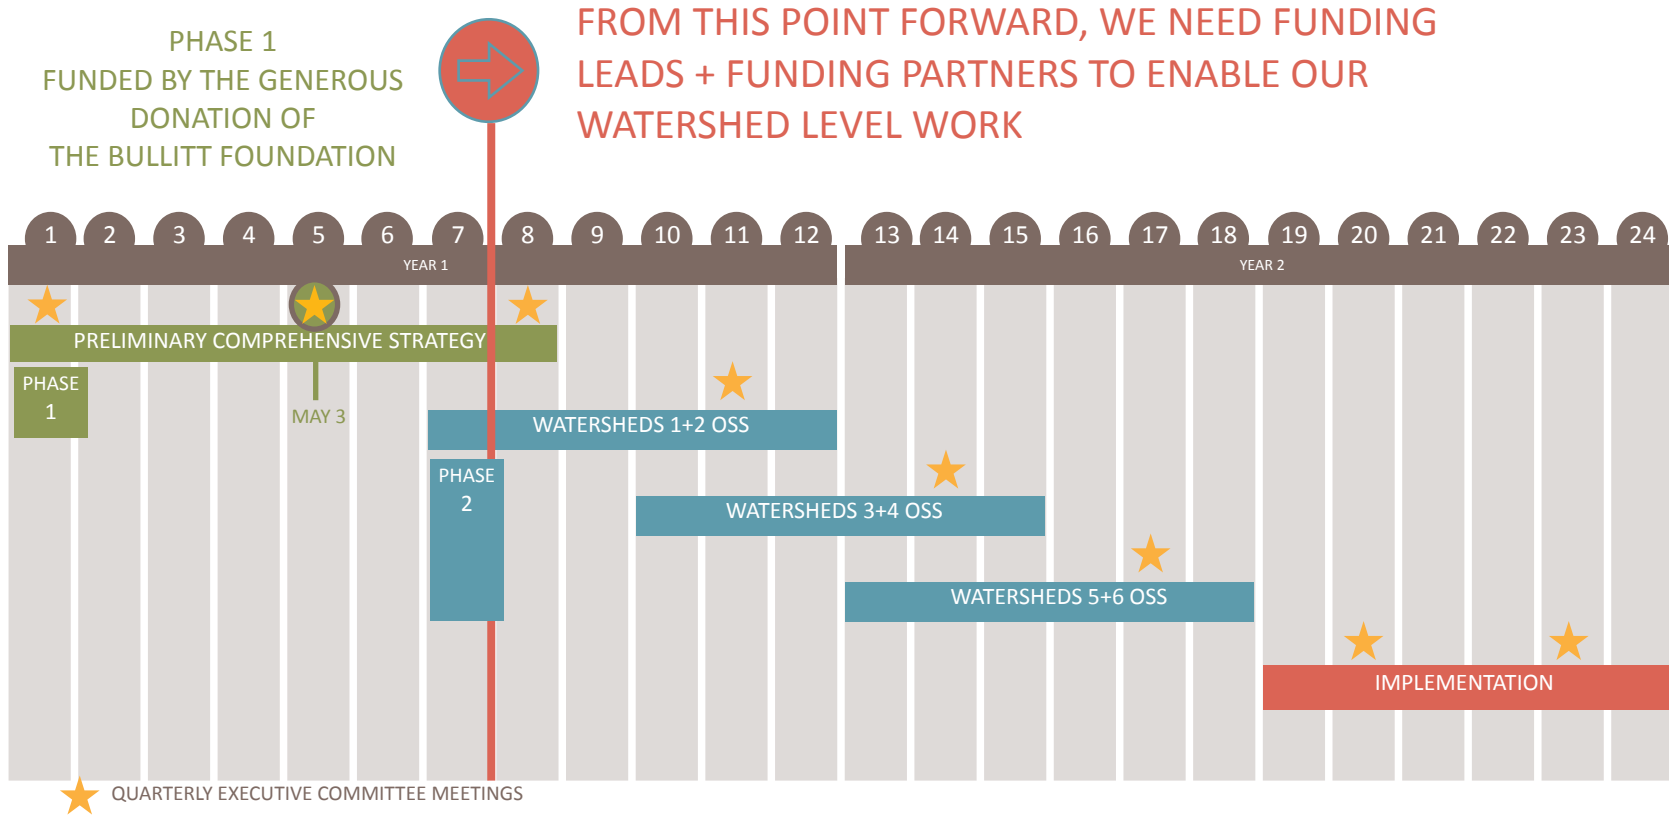 PHASE 1
FUNDED BY THE GENEROUS
DONATION OF
THE BULLITT FOUNDATION
FROM THIS POINT FORWARD, WE NEED FUNDING
LEADS + FUNDING PARTNERS TO ENABLE OUR
WATERSHED LEVEL WORK
1 2 3 4 5 6 7 8 9 10 11 12 13 14 15 16 17 18 19 20 21 22 23 24
YEAR 1 YEAR 2
PRELIMINARY COMPREHENSIVE STRATEGY
PHASE
1
MAY 3
WATERSHEDS 1+2 OSS
PHASE
2
WATERSHEDS 3+4 OSS
WATERSHEDS 5+6 OSS
IMPLEMENTATION
QUARTERLY EXECUTIVE COMMITTEE MEETINGS